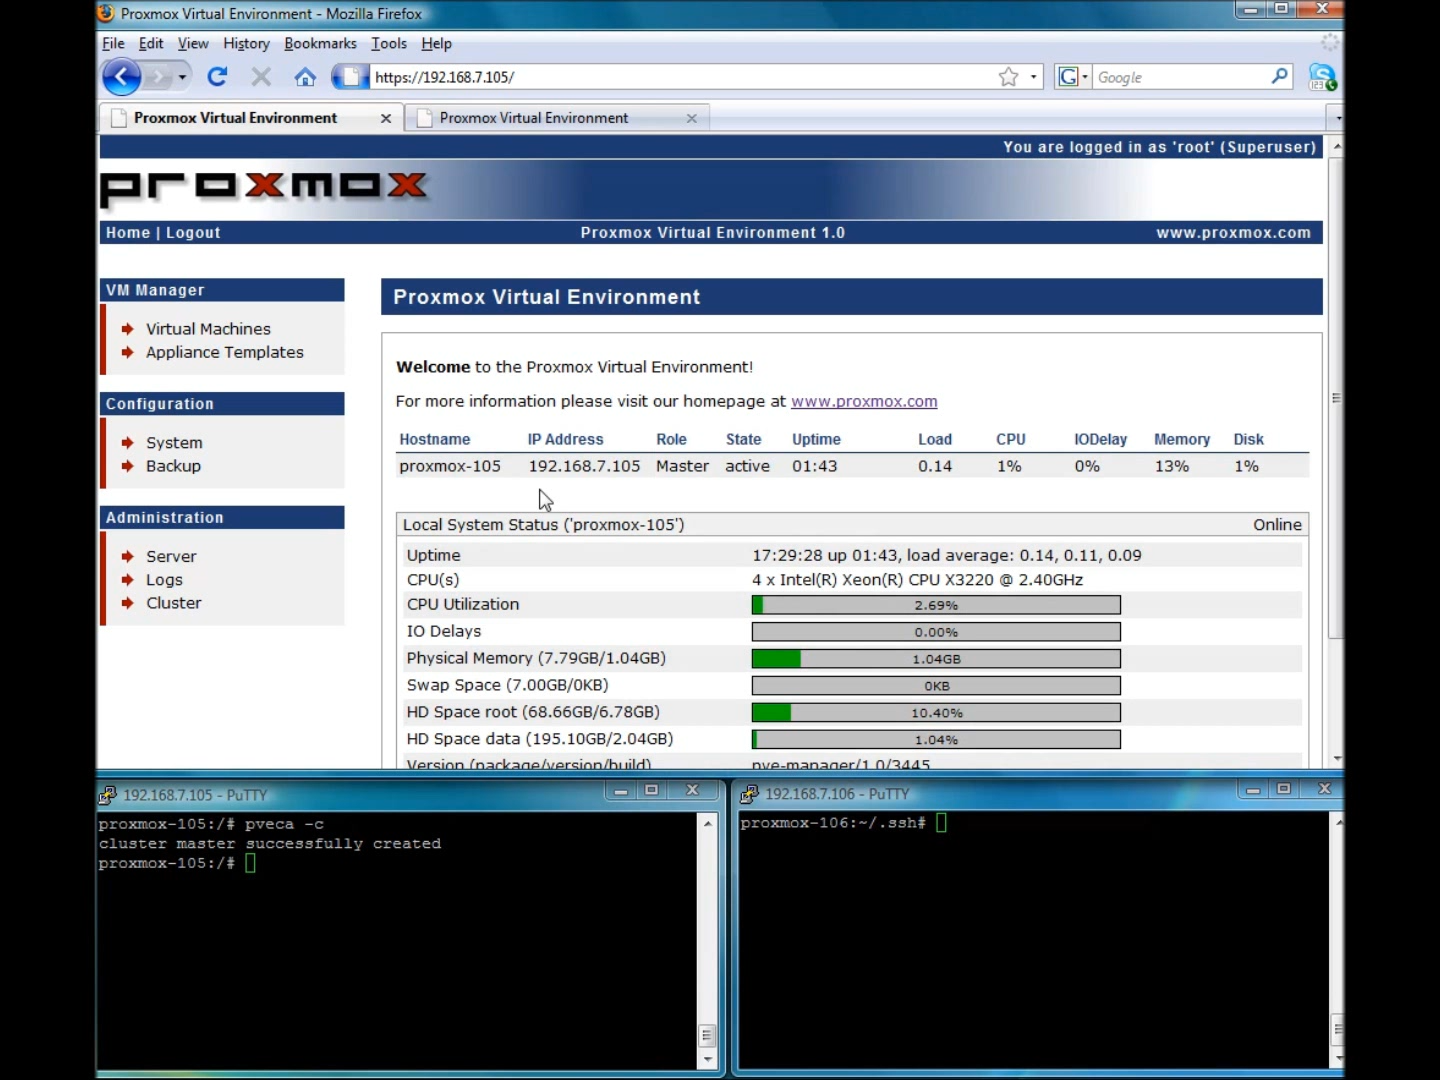 Proxmox Virtual Environment - Mozilla Firefox
File Edit View History Bookmarks Tools Help
https://192.168.7.105/
G Google
Proxmox Virtual Environment
Proxmox Virtual Environment
You are logged in as 'root' (Superuser)
proxmox
Home | Logout
Proxmox Virtual Environment 1.0
www.proxmox.com
VM Manager
Virtual Machines
Appliance Templates
Configuration
System
Backup
Administration
Server
Logs
Cluster
Proxmox Virtual Environment
Welcome to the Proxmox Virtual Environment!
For more information please visit our homepage at www.proxmox.com
Hostname IP Address Role State Uptime Load CPU IODelay Memory Disk
proxmox-105 192.168.7.105 Master active 01:43 0.14 1% 0% 13% 1%
Local System Status ('proxmox-105') Online
Uptime 17:29:28 up 01:43, load average: 0.14, 0.11, 0.09
CPU(s) 4 x Intel(R) Xeon(R) CPU X3220 @ 2.40GHz
CPU Utilization 2.69%
IO Delays 0.00%
Physical Memory (7.79GB/1.04GB) 1.04GB
Swap Space (7.00GB/0KB) 0KB
HD Space root (68.66GB/6.78GB) 10.40%
HD Space data (195.10GB/2.04GB) 1.04%
Version (package/version/build) pve-manager/1.0/3445
192.168.7.105 - PuTTY
proxmox-105:/# pveca -c
cluster master successfully created
proxmox-105:/#
192.168.7.106 - PuTTY
proxmox-106:~/.ssh#